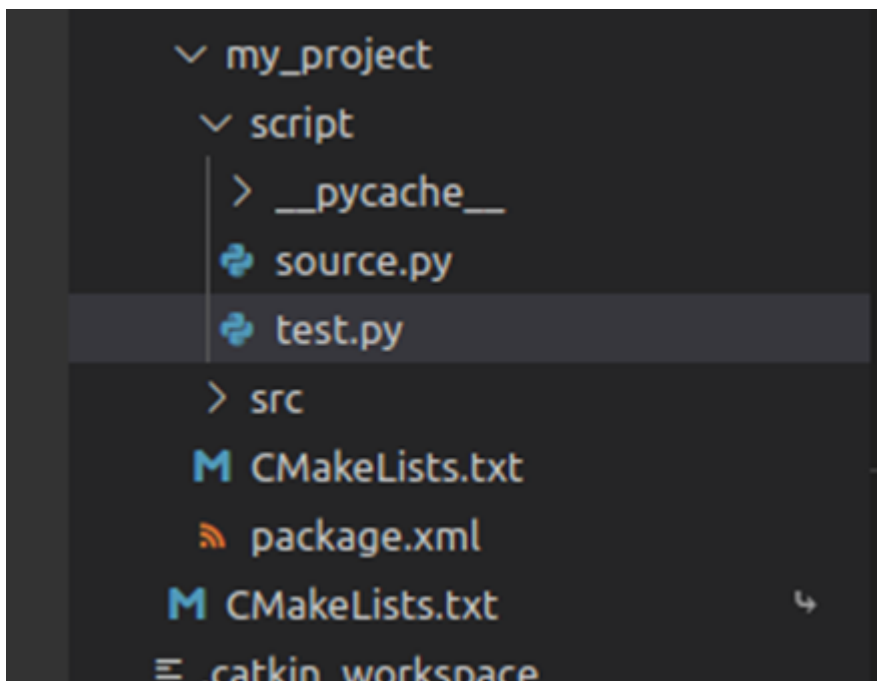 my_project
script
__pycache__
source.py
test.py
src
CMakeLists.txt
package.xml
CMakeLists.txt
.catkin_workspace